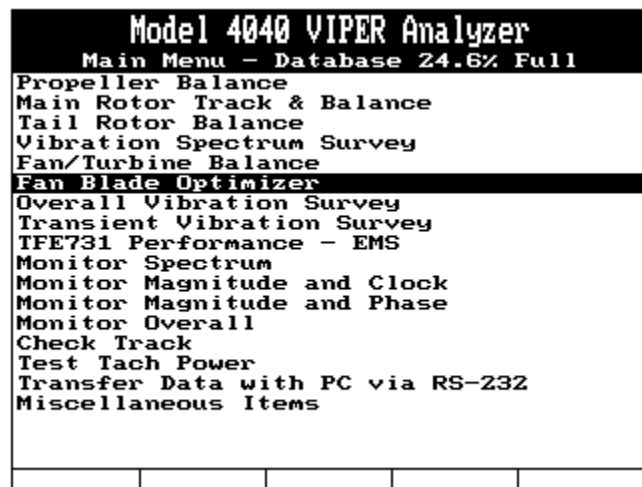 Model 4040 VIPER Analyzer
Main Menu - Database 24.6% Full
Propeller Balance
Main Rotor Track & Balance
Tail Rotor Balance
Vibration Spectrum Survey
Fan/Turbine Balance
Fan Blade Optimizer
Overall Vibration Survey
Transient Vibration Survey
TFE731 Performance - EMS
Monitor Spectrum
Monitor Magnitude and Clock
Monitor Magnitude and Phase
Monitor Overall
Check Track
Test Tach Power
Transfer Data with PC via RS-232
Miscellaneous Items